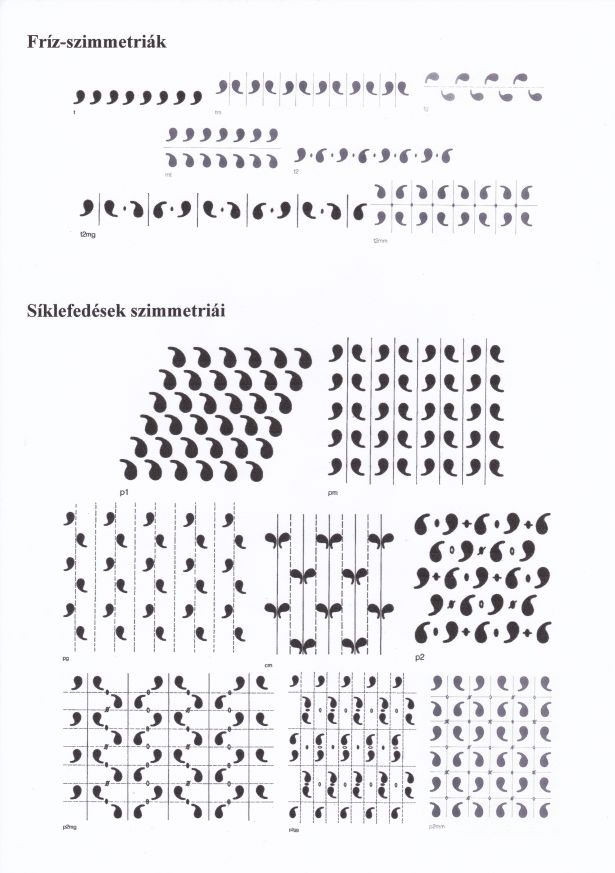 Fríz-szimmetriák
t
tm
tg
mt
t2
t2mg
t2mm
Síklefedések szimmetriái
p1
pm
pg
cm
p2
p2mg
p2gg
p2mm